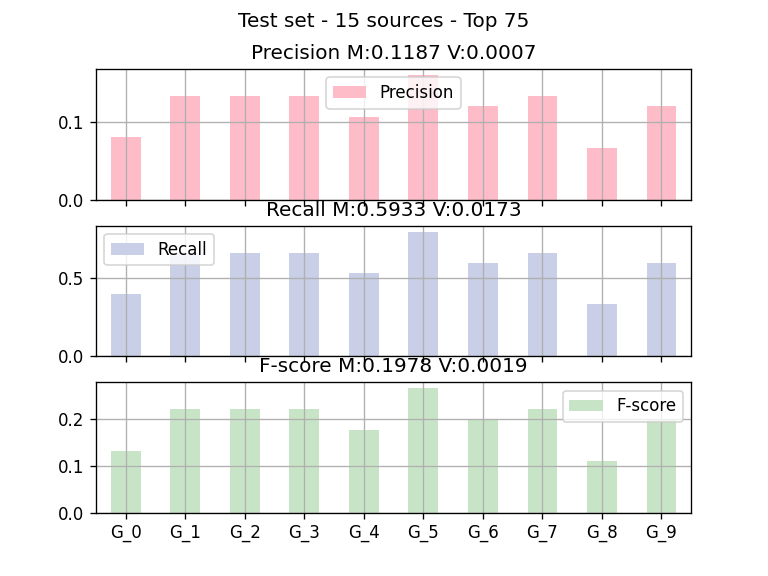 Test set - 15 sources - Top 75
Precision M:0.1187 V:0.0007
Precision
0.1
0.0
Recall M:0.5933 V:0.0173
Recall
0.5
0.0
F-score M:0.1978 V:0.0019
F-score
0.2
0.1
0.0
G_0 G_1 G_2 G_3 G_4 G_5 G_6 G_7 G_8 G_9